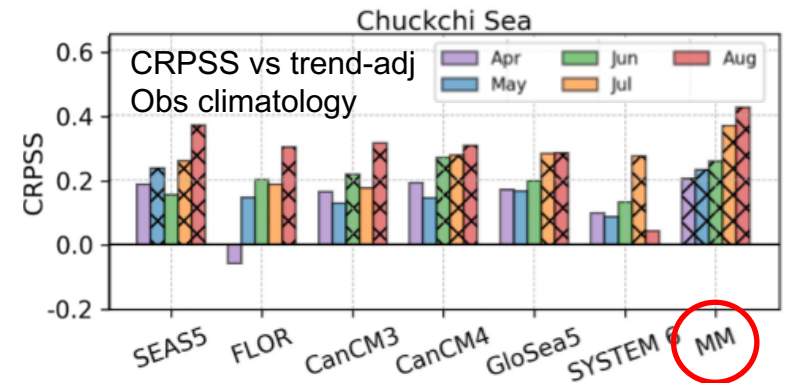 Chuckchi Sea
CRPSS vs trend-adj
Obs climatology
Apr
May
Jun
Jul
Aug
CRPSS
0.6
0.4
0.2
0.0
-0.2
SEAS5
FLOR
CanCM3
CanCM4
GloSea5
SYSTEM 6
MM